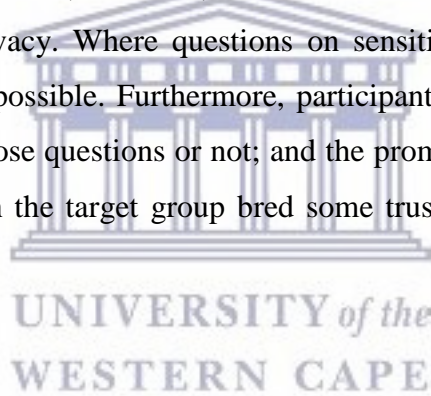 vacy. Where questions on sensiti
possible. Furthermore, participant
ose questions or not; and the prom
the target group bred some trus
UNIVERSITY of the
WESTERN CAPE